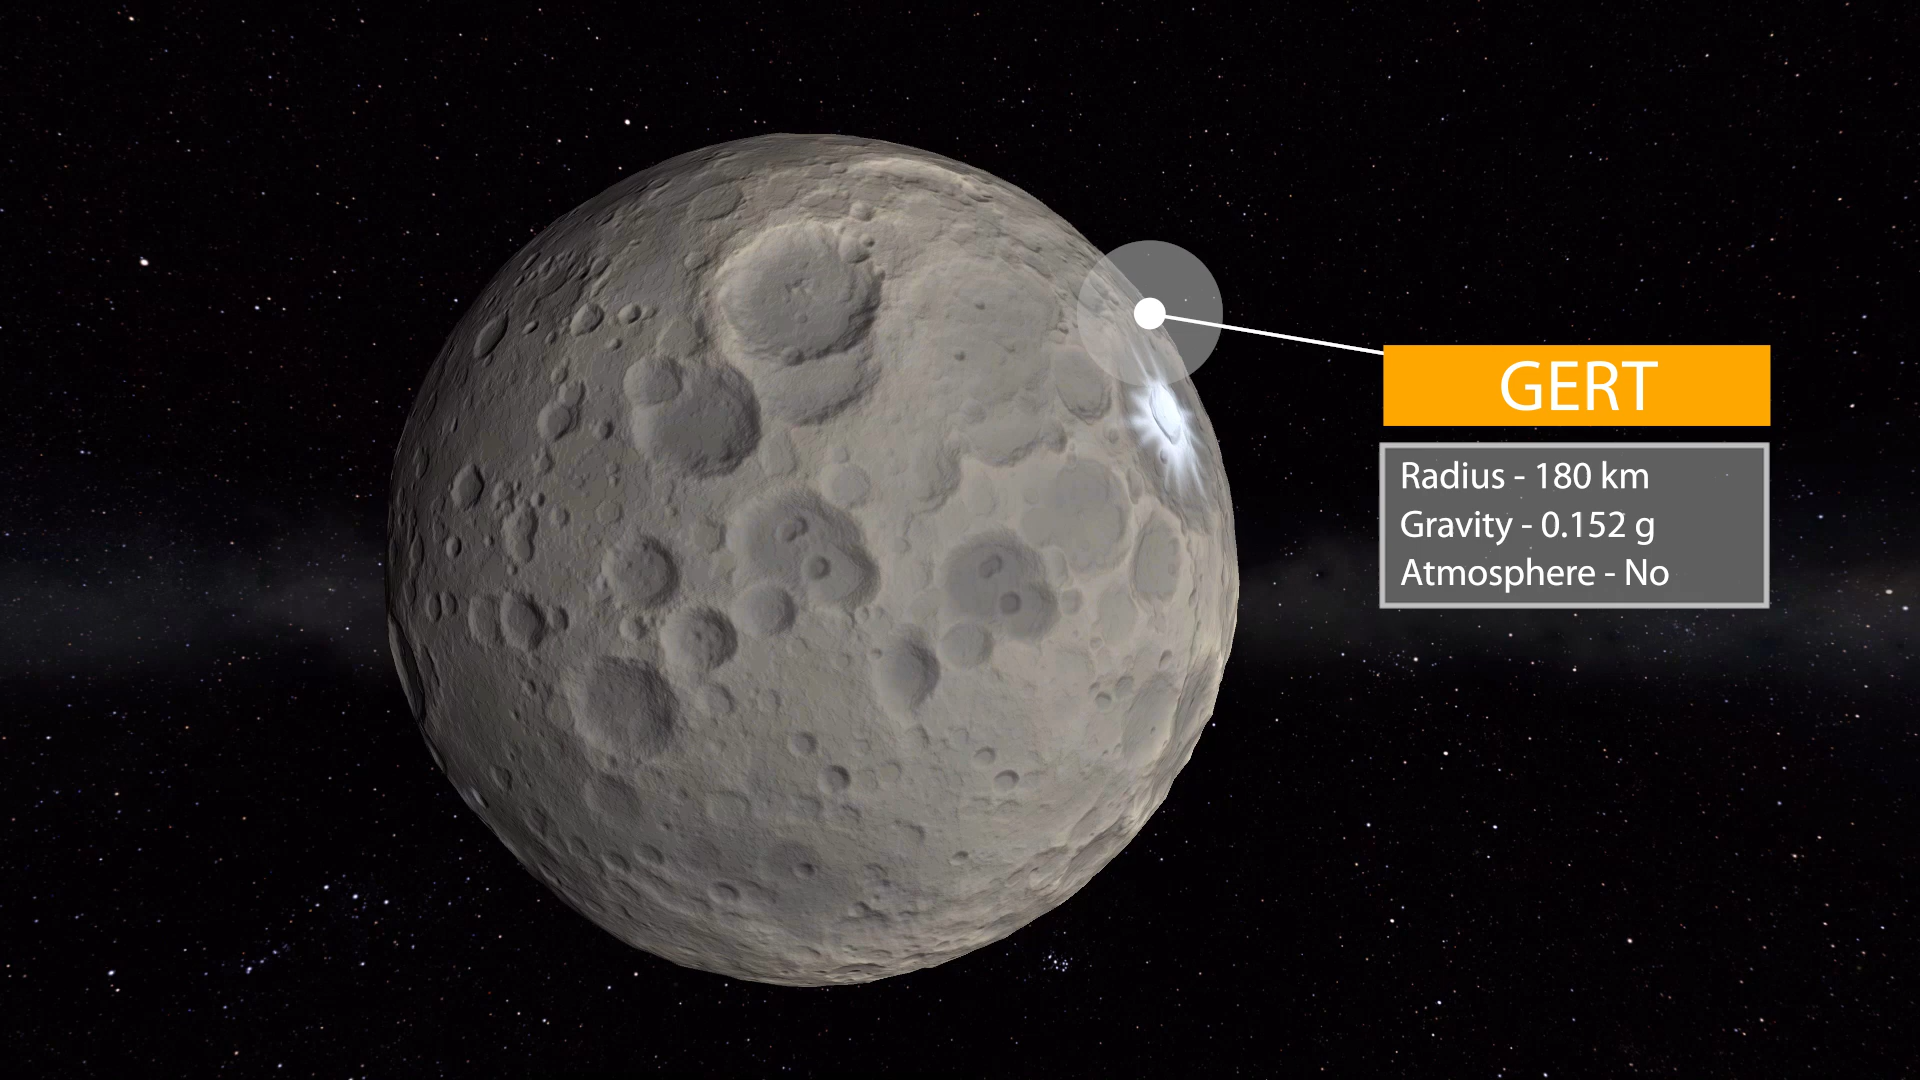 GERT
Radius - 180 km
Gravity - 0.152 g
Atmosphere - No